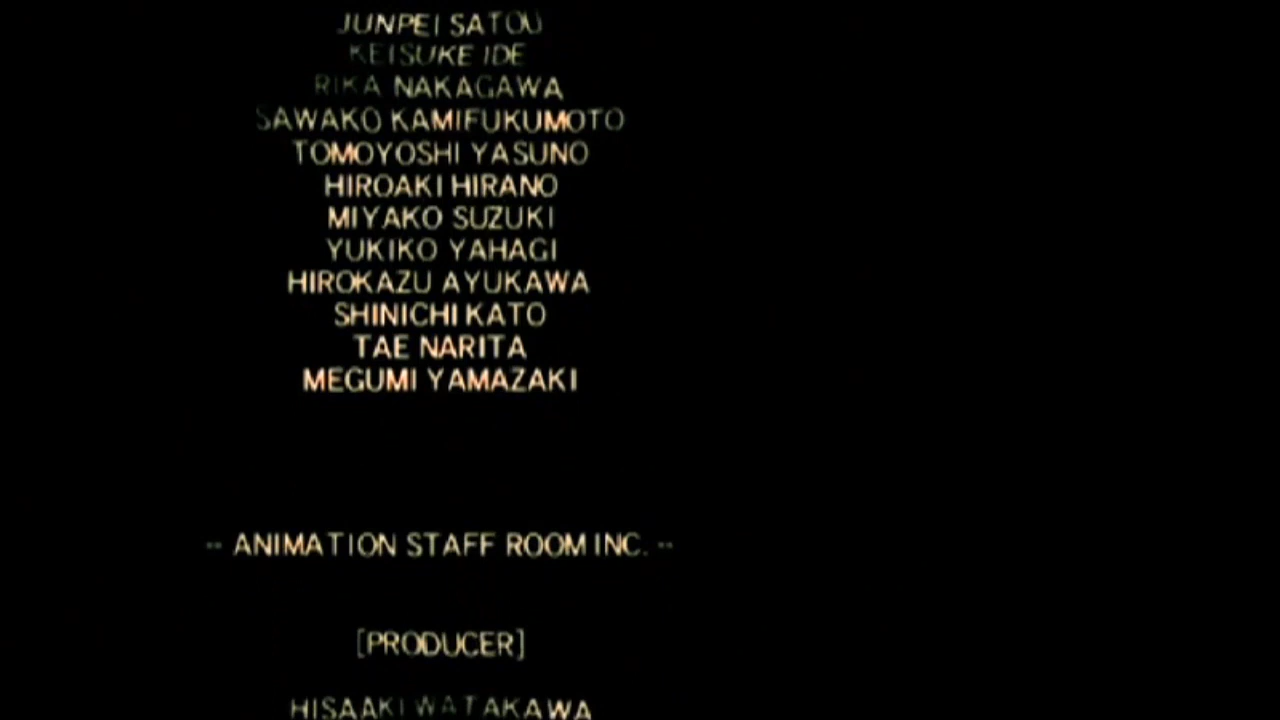 JUNPEI SATOU
KEISUKE IDE
RIKA NAKAGAWA
SAWAKO KAMIFUKUMOTO
TOMOYOSHI YASUNO
HIROAKI HIRANO
MIYAKO SUZUKI
YUKIKO YAHAGI
HIROKAZU AYUKAWA
SHINICHI KATO
TAE NARITA
MEGUMI YAMAZAKI
-- ANIMATION STAFF ROOM INC. --
[PRODUCER]
HISAAKI WATAKAWA